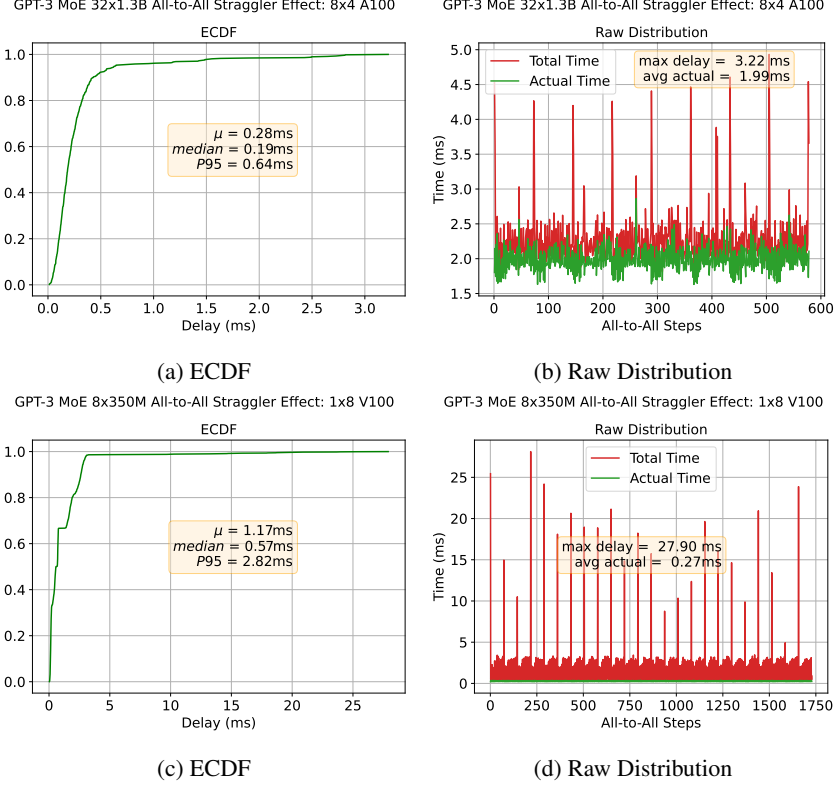 GPT-3 MoE 32x1.3B All-to-All Straggler Effect: 8x4 A100
ECDF
1.0
0.8
0.6
0.4
0.2
0.0
μ = 0.28ms
median = 0.19ms
P95 = 0.64ms
0.0 0.5 1.0 1.5 2.0 2.5 3.0
Delay (ms)
(a) ECDF
GPT-3 MoE 32x1.3B All-to-All Straggler Effect: 8x4 A100
Raw Distribution
Total Time
Actual Time
max delay = 3.22 ms
avg actual = 1.99ms
Time (ms)
5.0
4.5
4.0
3.5
3.0
2.5
2.0
1.5
0 100 200 300 400 500 600
All-to-All Steps
(b) Raw Distribution
GPT-3 MoE 8x350M All-to-All Straggler Effect: 1x8 V100
ECDF
1.0
0.8
0.6
0.4
0.2
0.0
μ = 1.17ms
median = 0.57ms
P95 = 2.82ms
0 5 10 15 20 25
Delay (ms)
(c) ECDF
GPT-3 MoE 8x350M All-to-All Straggler Effect: 1x8 V100
Raw Distribution
Total Time
Actual Time
max delay = 27.90 ms
avg actual = 0.27ms
Time (ms)
25
20
15
10
5
0
0 250 500 750 1000 1250 1500 1750
All-to-All Steps
(d) Raw Distribution